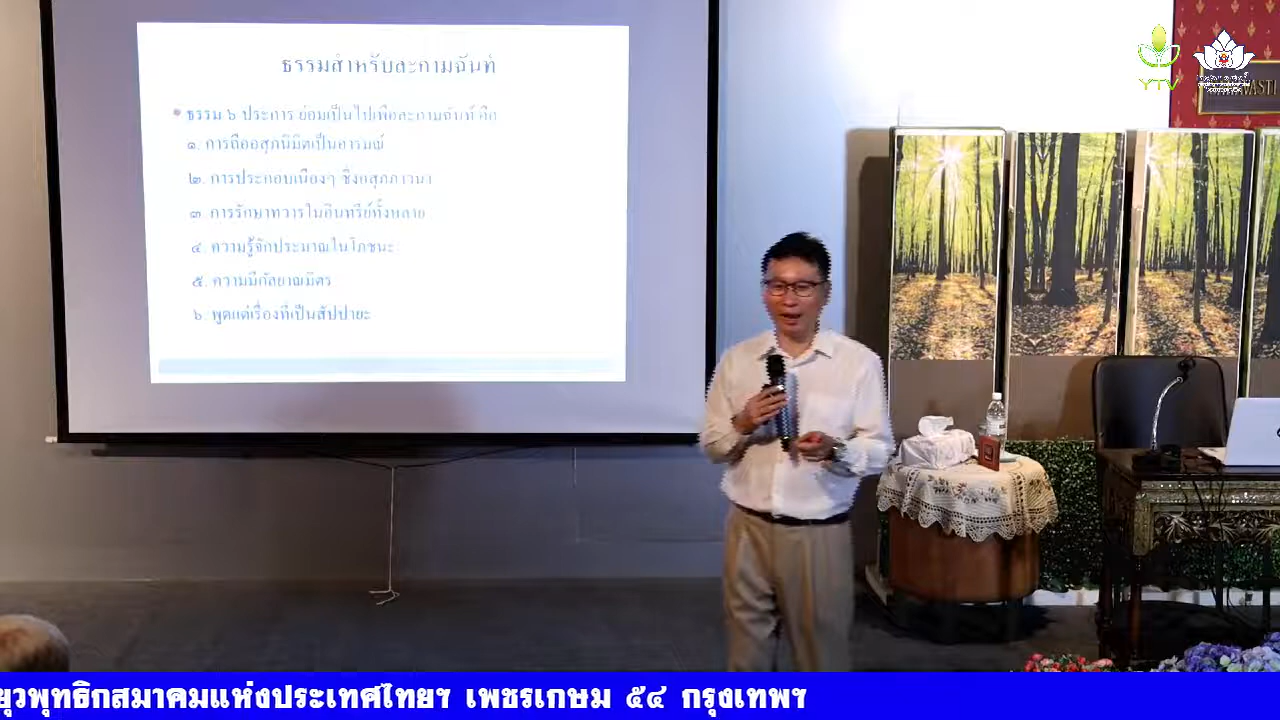 ธรรมสำหรับละกามฉันท์
ธรรม ๖ ประการ ย่อมเป็นไปเพื่อละกามฉันท์ คือ
๑. การถืออสุภนิมิตเป็นอารมณ์
๒. การประกอบเนืองๆ ซึ่งอสุภภาวนา
๓. การรักษาทวารในอินทรีย์ทั้งหลาย
๔. ความรู้จักประมาณในโภชนะ
๕. ความมีกัลยาณมิตร
๖. พูดแต่เรื่องที่เป็นสัปปายะ
YTV
ยุวพุทธิกสมาคมแห่งประเทศไทยฯ เพชรเกษม ๕๔ กรุงเทพฯ